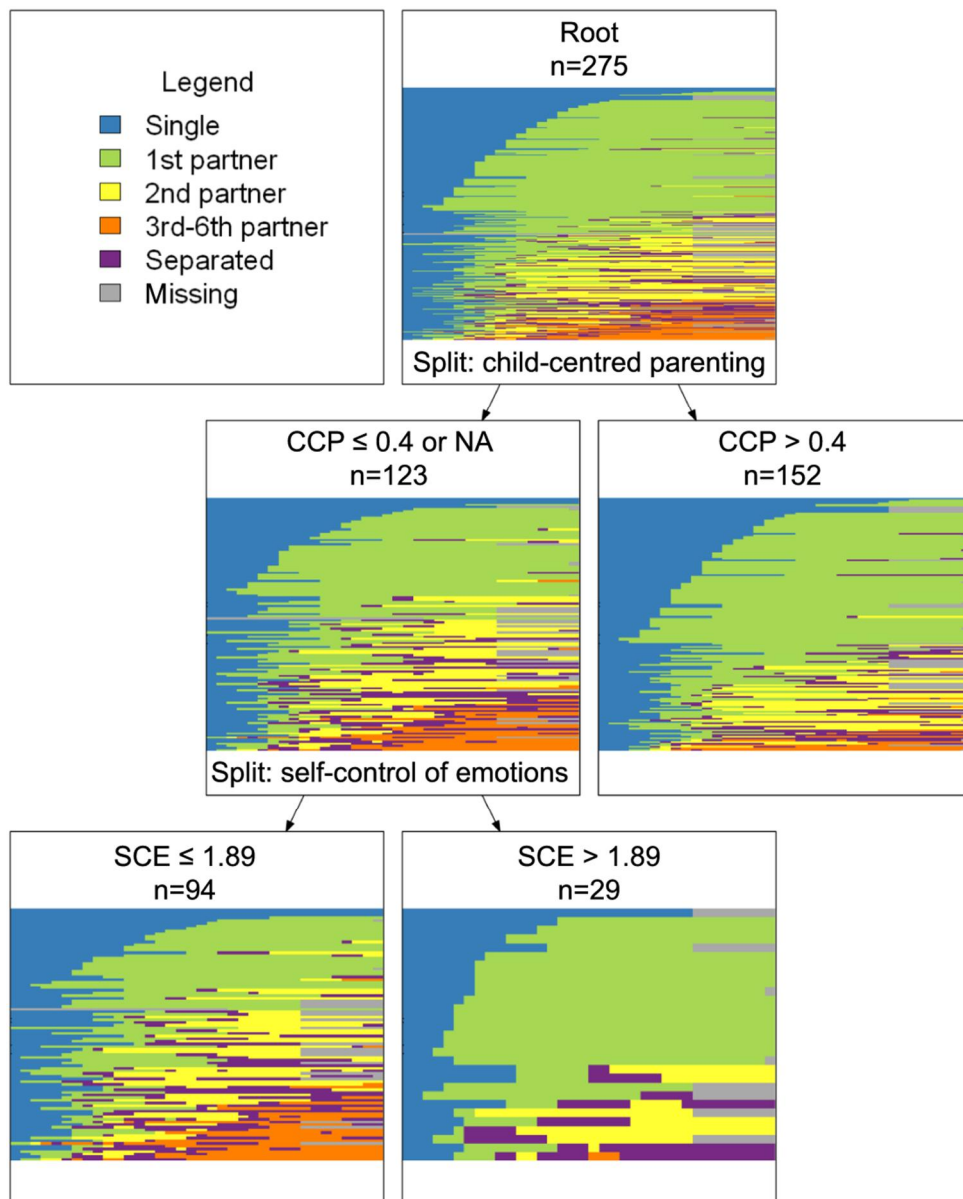 Legend
Single
1st partner
2nd partner
3rd-6th partner
Separated
Missing
Root
n=275
Split: child-centred parenting
CCP ≤ 0.4 or NA
n=123
Split: self-control of emotions
CCP > 0.4
n=152
SCE ≤ 1.89
n=94
SCE > 1.89
n=29